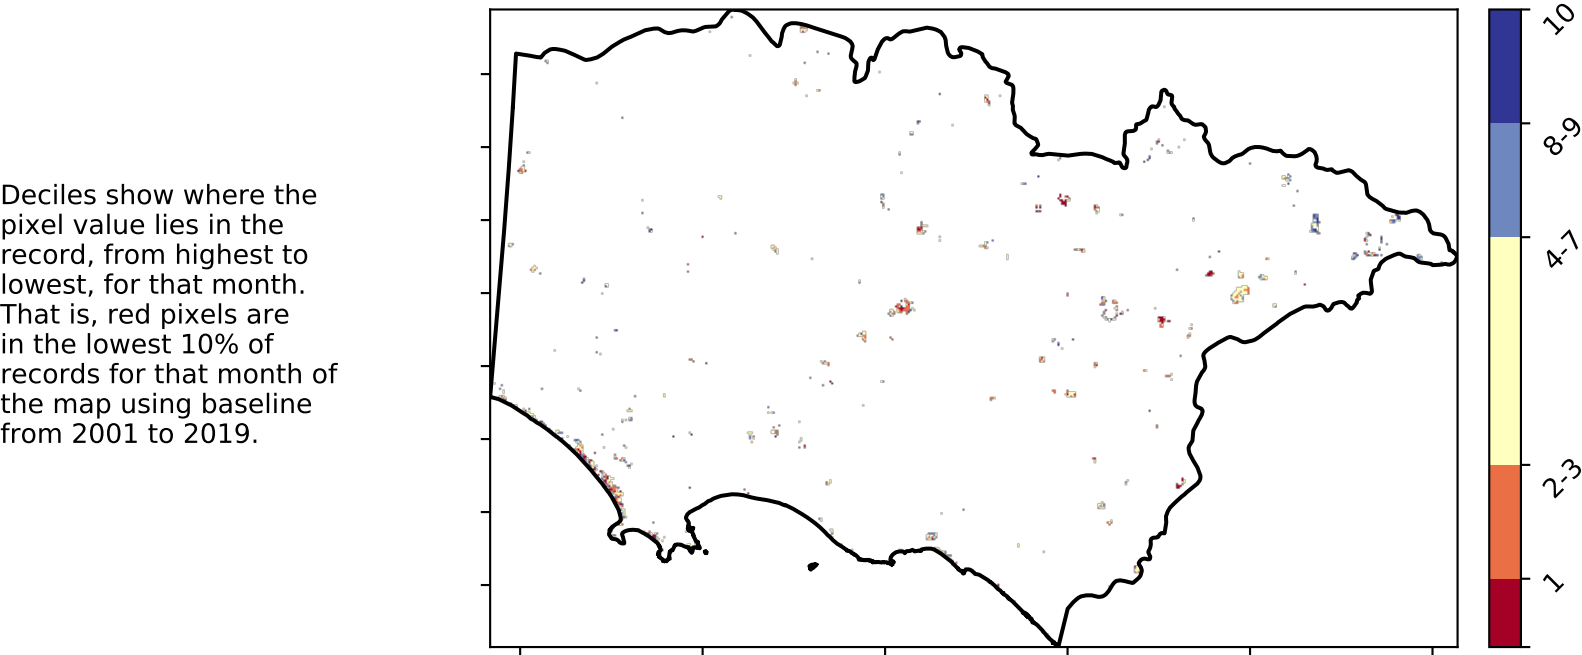 Deciles show where the
pixel value lies in the
record, from highest to
lowest, for that month.
That is, red pixels are
in the lowest 10% of
records for that month of
the map using baseline
from 2001 to 2019.
10
8-9
4-7
2-3
1